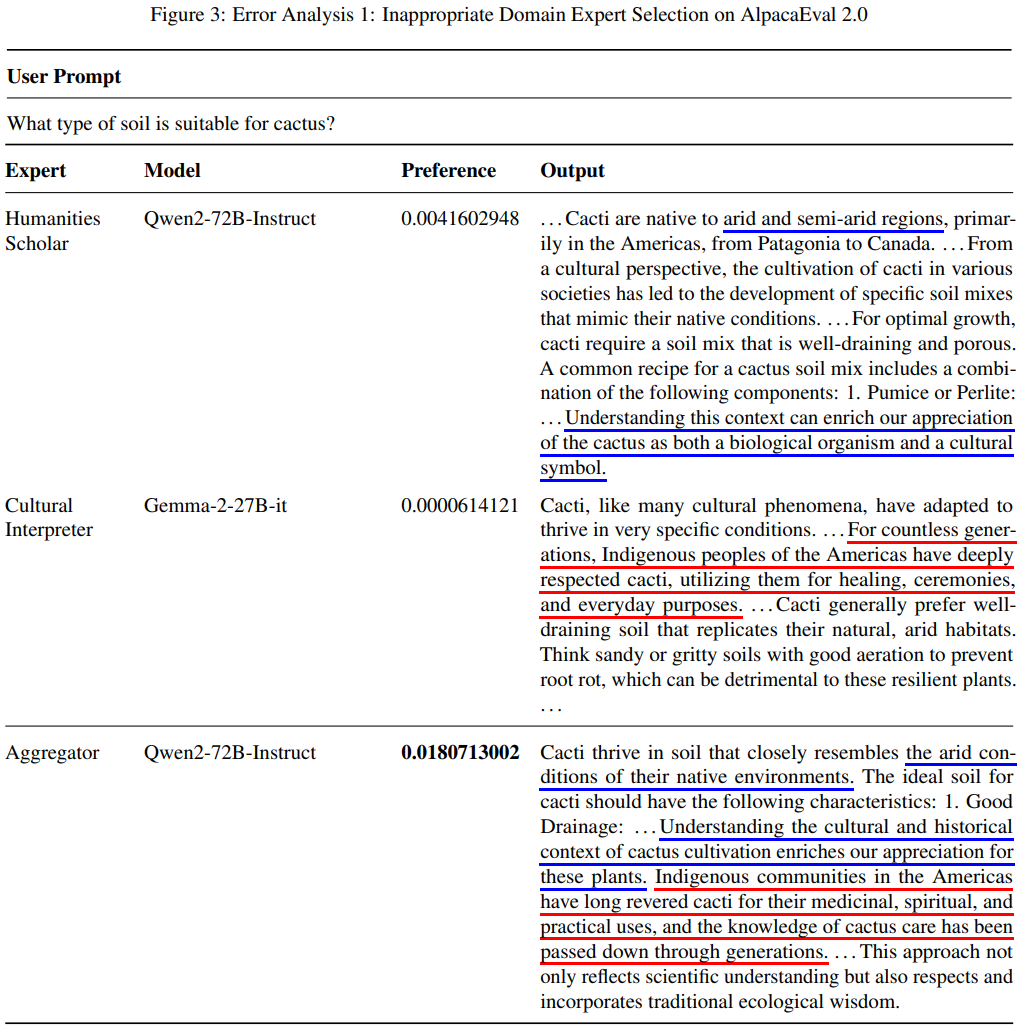 Figure 3: Error Analysis 1: Inappropriate Domain Expert Selection on AlpacaEval 2.0
User Prompt
What type of soil is suitable for cactus?
Expert Model Preference Output
Humanities Scholar Qwen2-72B-Instruct 0.0041602948
...Cacti are native to arid and semi-arid regions, primar-
ily in the Americas, from Patagonia to Canada. ...From
a cultural perspective, the cultivation of cacti in various
societies has led to the development of specific soil mixes
that mimic their native conditions. ...For optimal growth,
cacti require a soil mix that is well-draining and porous.
A common recipe for a cactus soil mix includes a combi-
nation of the following components: 1. Pumice or Perlite:
...Understanding this context can enrich our appreciation
of the cactus as both a biological organism and a cultural
symbol.
Cultural Interpreter Gemma-2-27B-it 0.0000614121
Cacti, like many cultural phenomena, have adapted to
thrive in very specific conditions. ...For countless gener-
ations, Indigenous peoples of the Americas have deeply
respected cacti, utilizing them for healing, ceremonies,
and everyday purposes. ...Cacti generally prefer well-
draining soil that replicates their natural, arid habitats.
Think sandy or gritty soils with good aeration to prevent
root rot, which can be detrimental to these resilient plants.
...
Aggregator Qwen2-72B-Instruct 0.0180713002
Cacti thrive in soil that closely resembles the arid con-
ditions of their native environments. The ideal soil for
cacti should have the following characteristics: 1. Good
Drainage: ...Understanding the cultural and historical
context of cactus cultivation enriches our appreciation for
these plants. Indigenous communities in the Americas
have long revered cacti for their medicinal, spiritual, and
practical uses, and the knowledge of cactus care has been
passed down through generations. ...This approach not
only reflects scientific understanding but also respects and
incorporates traditional ecological wisdom.